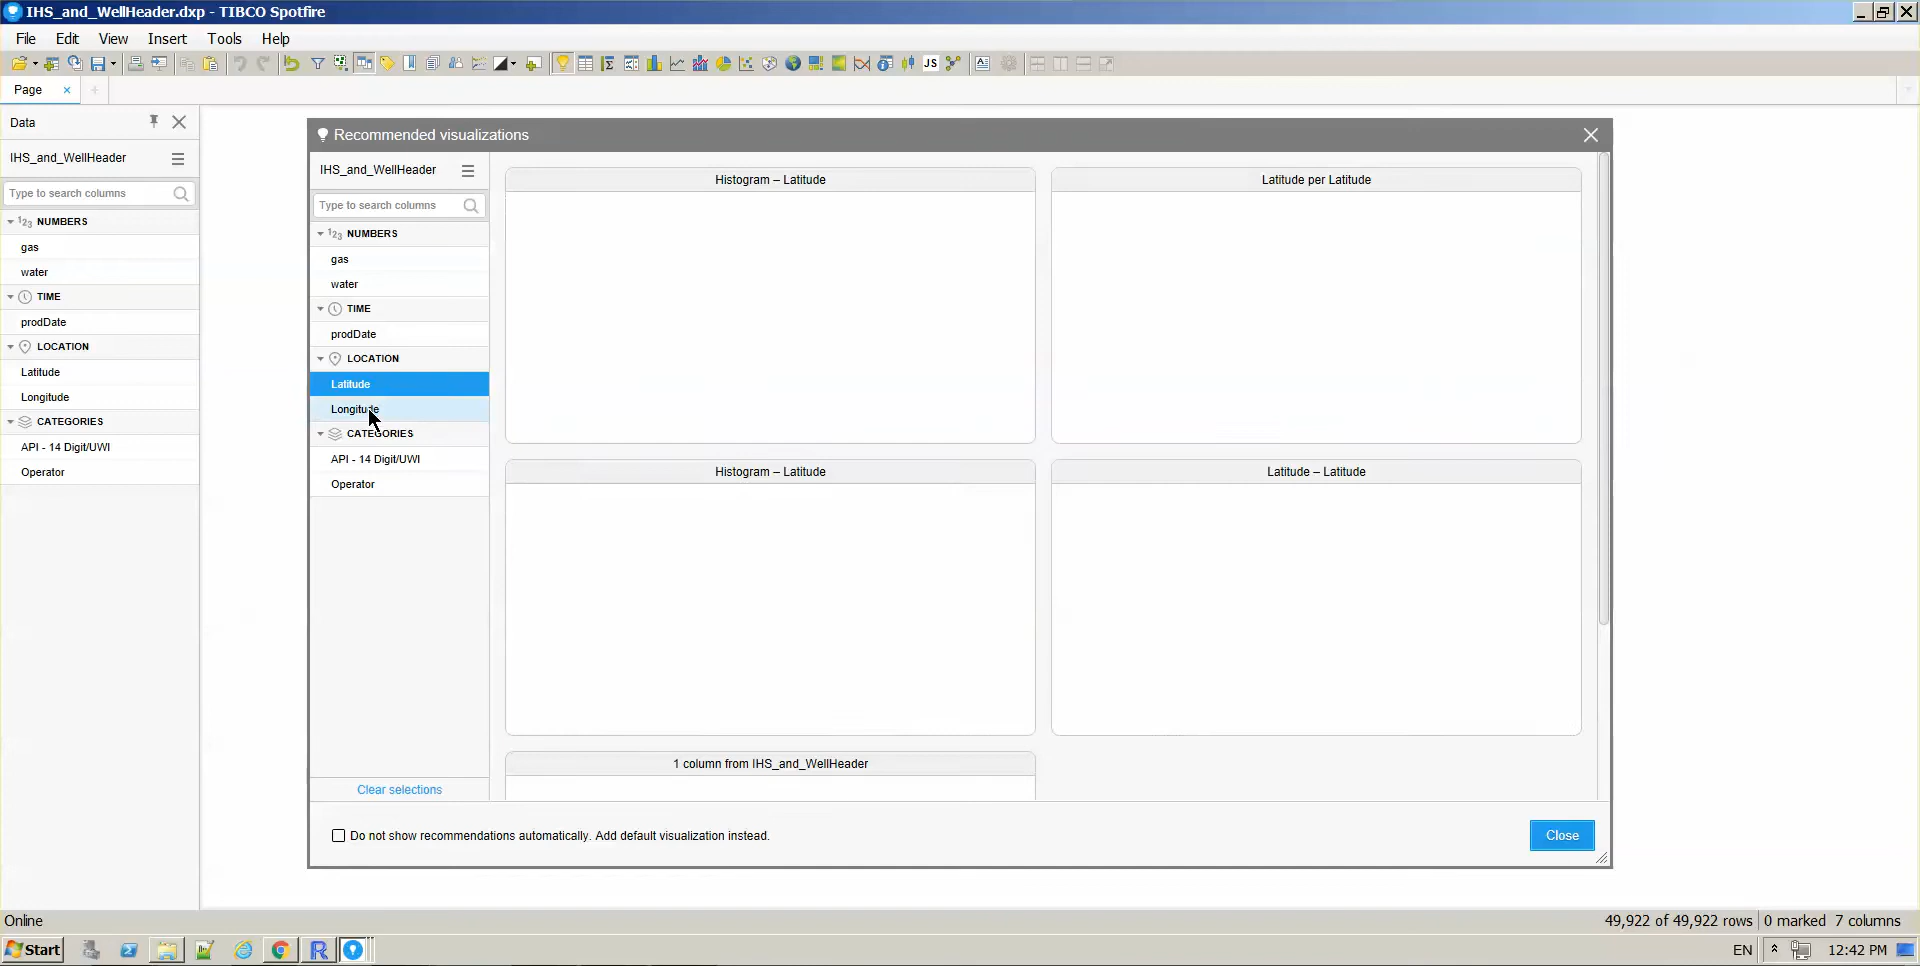 IHS_and_WellHeader.dxp - TIBCO Spotfire
File Edit View Insert Tools Help
JS
Page
Data
IHS_and_WellHeader
Type to search columns
123 NUMBERS
gas
water
TIME
prodDate
LOCATION
Latitude
Longitude
CATEGORIES
API - 14 Digit/UWI
Operator
Recommended visualizations
IHS_and_WellHeader
Type to search columns
123 NUMBERS
gas
water
TIME
prodDate
LOCATION
Latitude
Longitude
CATEGORIES
API - 14 Digit/UWI
Operator
Clear selections
Histogram – Latitude
Latitude per Latitude
Histogram – Latitude
Latitude – Latitude
1 column from IHS_and_WellHeader
Do not show recommendations automatically. Add default visualization instead.
Close
Online
49,922 of 49,922 rows 0 marked 7 columns
Start
EN
12:42 PM